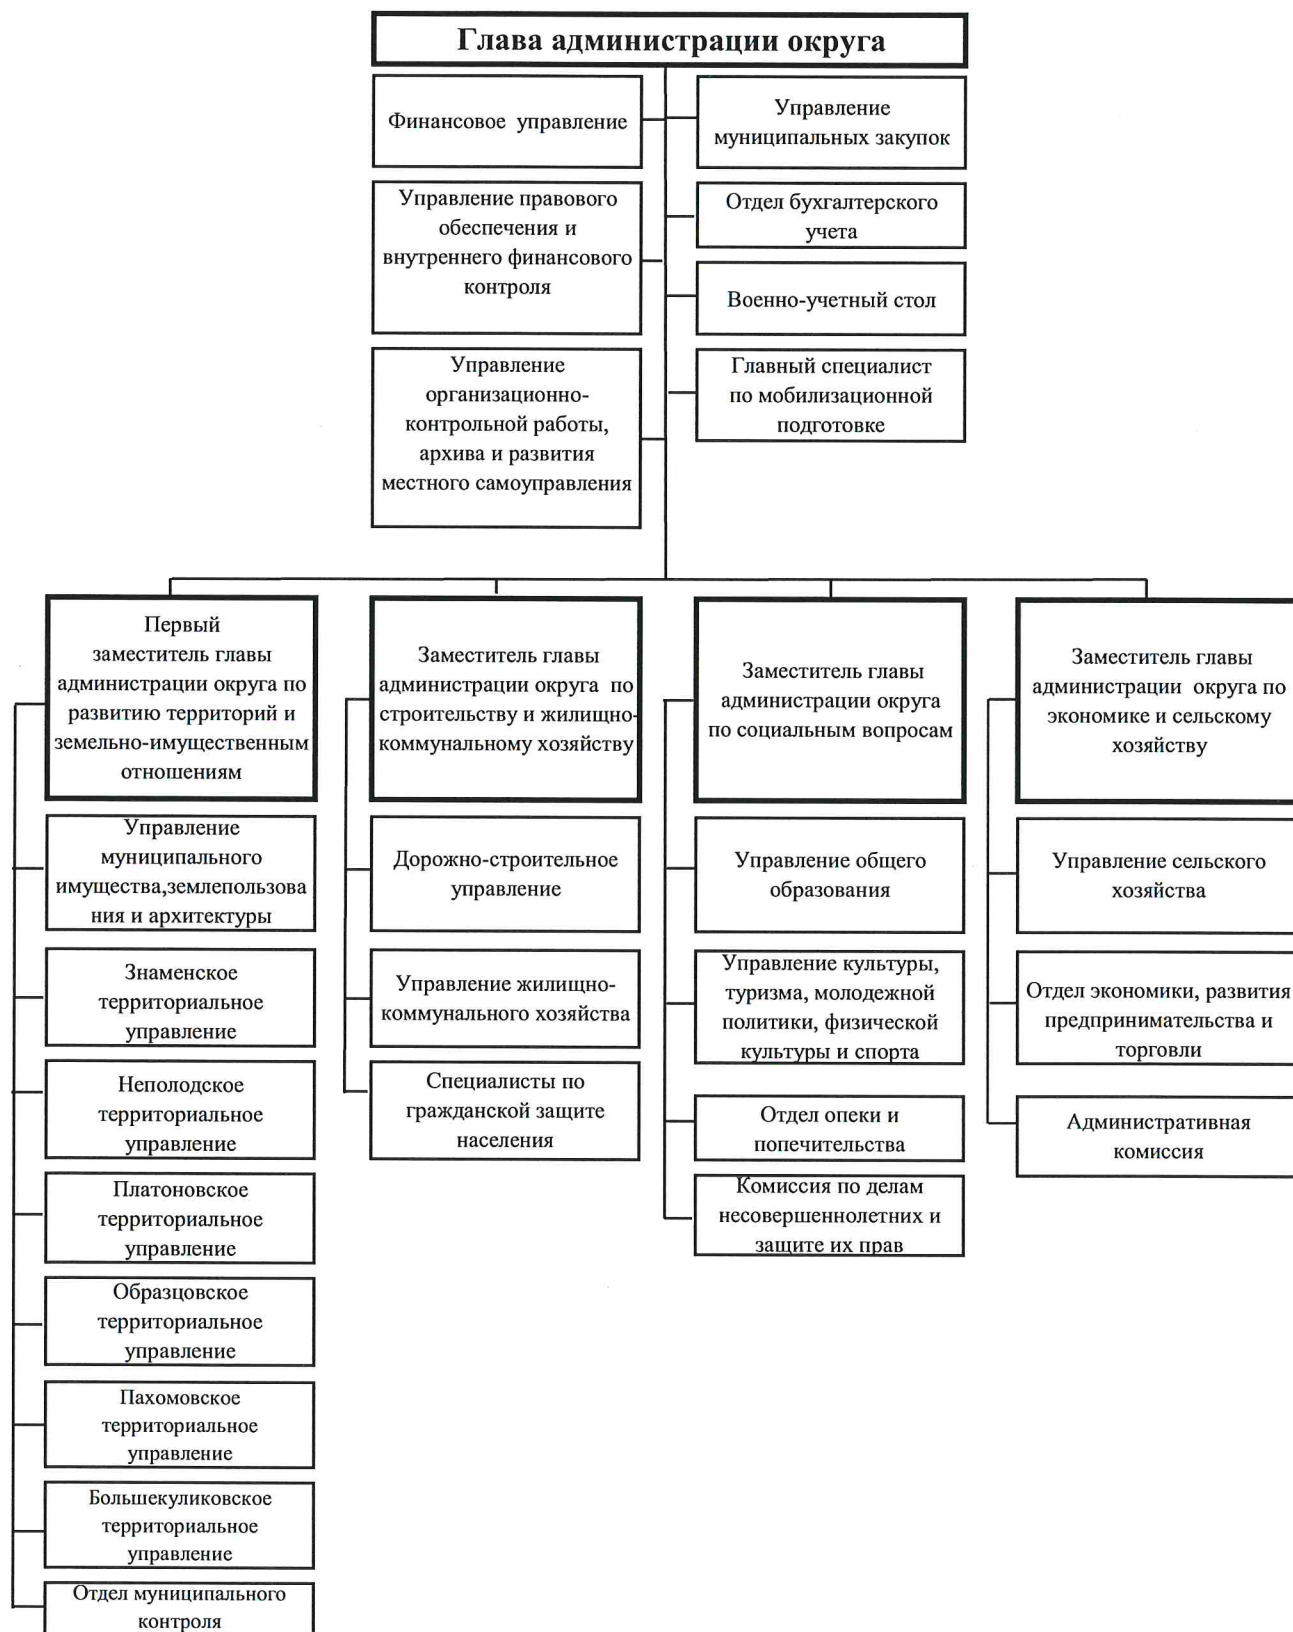 Глава администрации округа
Финансовое управление
Управление
муниципальных закупок
Управление правового
обеспечения и
внутреннего финансового
контроля
Отдел бухгалтерского
учета
Военно-учетный стол
Управление
организационно-
контрольной работы,
архива и развития
местного самоуправления
Главный специалист
по мобилизационной
подготовке
Первый
заместитель главы
администрации округа по
развитию территорий и
земельно-имущественным
отношениям
Управление
муниципального
имущества,землепользова
ния и архитектуры
Знаменское
территориальное
управление
Неполодское
территориальное
управление
Платоновское
территориальное
управление
Образцовское
территориальное
управление
Пахомовское
территориальное
управление
Большекуликовское
территориальное
управление
Отдел муниципального
контроля
Заместитель главы
администрации округа по
строительству и жилищно-
коммунальному хозяйству
Дорожно-строительное
управление
Управление жилищно-
коммунального хозяйства
Специалисты по
гражданской защите
населения
Заместитель главы
администрации округа
по социальным вопросам
Управление общего
образования
Управление культуры,
туризма, молодежной
политики, физической
культуры и спорта
Отдел опеки и
попечительства
Комиссия по делам
несовершеннолетних и
защите их прав
Заместитель главы
администрации округа по
экономике и сельскому
хозяйству
Управление сельского
хозяйства
Отдел экономики, развития
предпринимательства и
торговли
Административная
комиссия